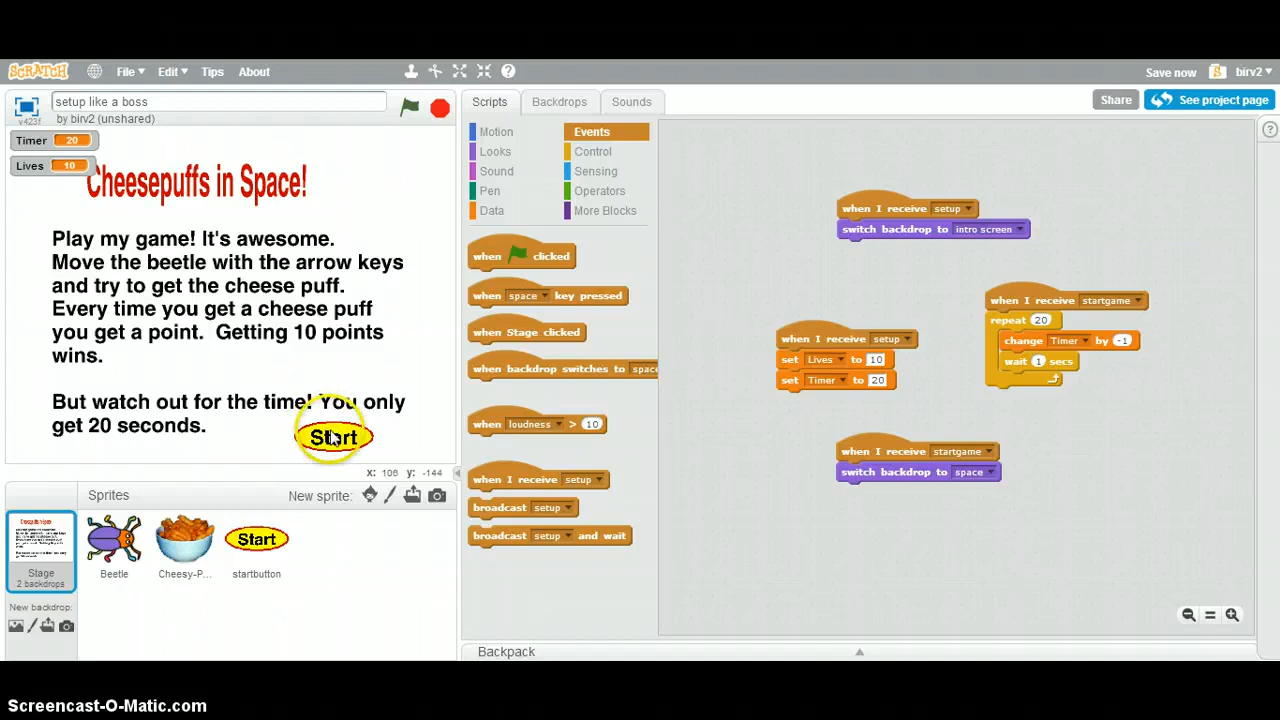 SCRATCH
File
Edit
Tips
About
Save now
birv2
setup like a boss
by birv2 (unshared)
v423f
Scripts
Backdrops
Sounds
Share
See project page
Timer 20
Lives 10
Cheesepuffs in Space!
Play my game! It's awesome.
Move the beetle with the arrow keys
and try to get the cheese puff.
Every time you get a cheese puff
you get a point. Getting 10 points
wins.
But watch out for the time! You only
get 20 seconds.
Start
x: 106 y: -144
Motion
Looks
Sound
Pen
Data
Events
Control
Sensing
Operators
More Blocks
when clicked
when space key pressed
when Stage clicked
when backdrop switches to space
when loudness > 10
when I receive setup
broadcast setup
broadcast setup and wait
when I receive setup
switch backdrop to intro screen
when I receive startgame
repeat 20
change Timer by -1
wait 1 secs
when I receive setup
set Lives to 10
set Timer to 20
when I receive startgame
switch backdrop to space
Sprites
New sprite:
Stage
2 backdrops
New backdrop:
Beetle
Cheesy-P...
Start
startbutton
Backpack
Screencast-O-Matic.com